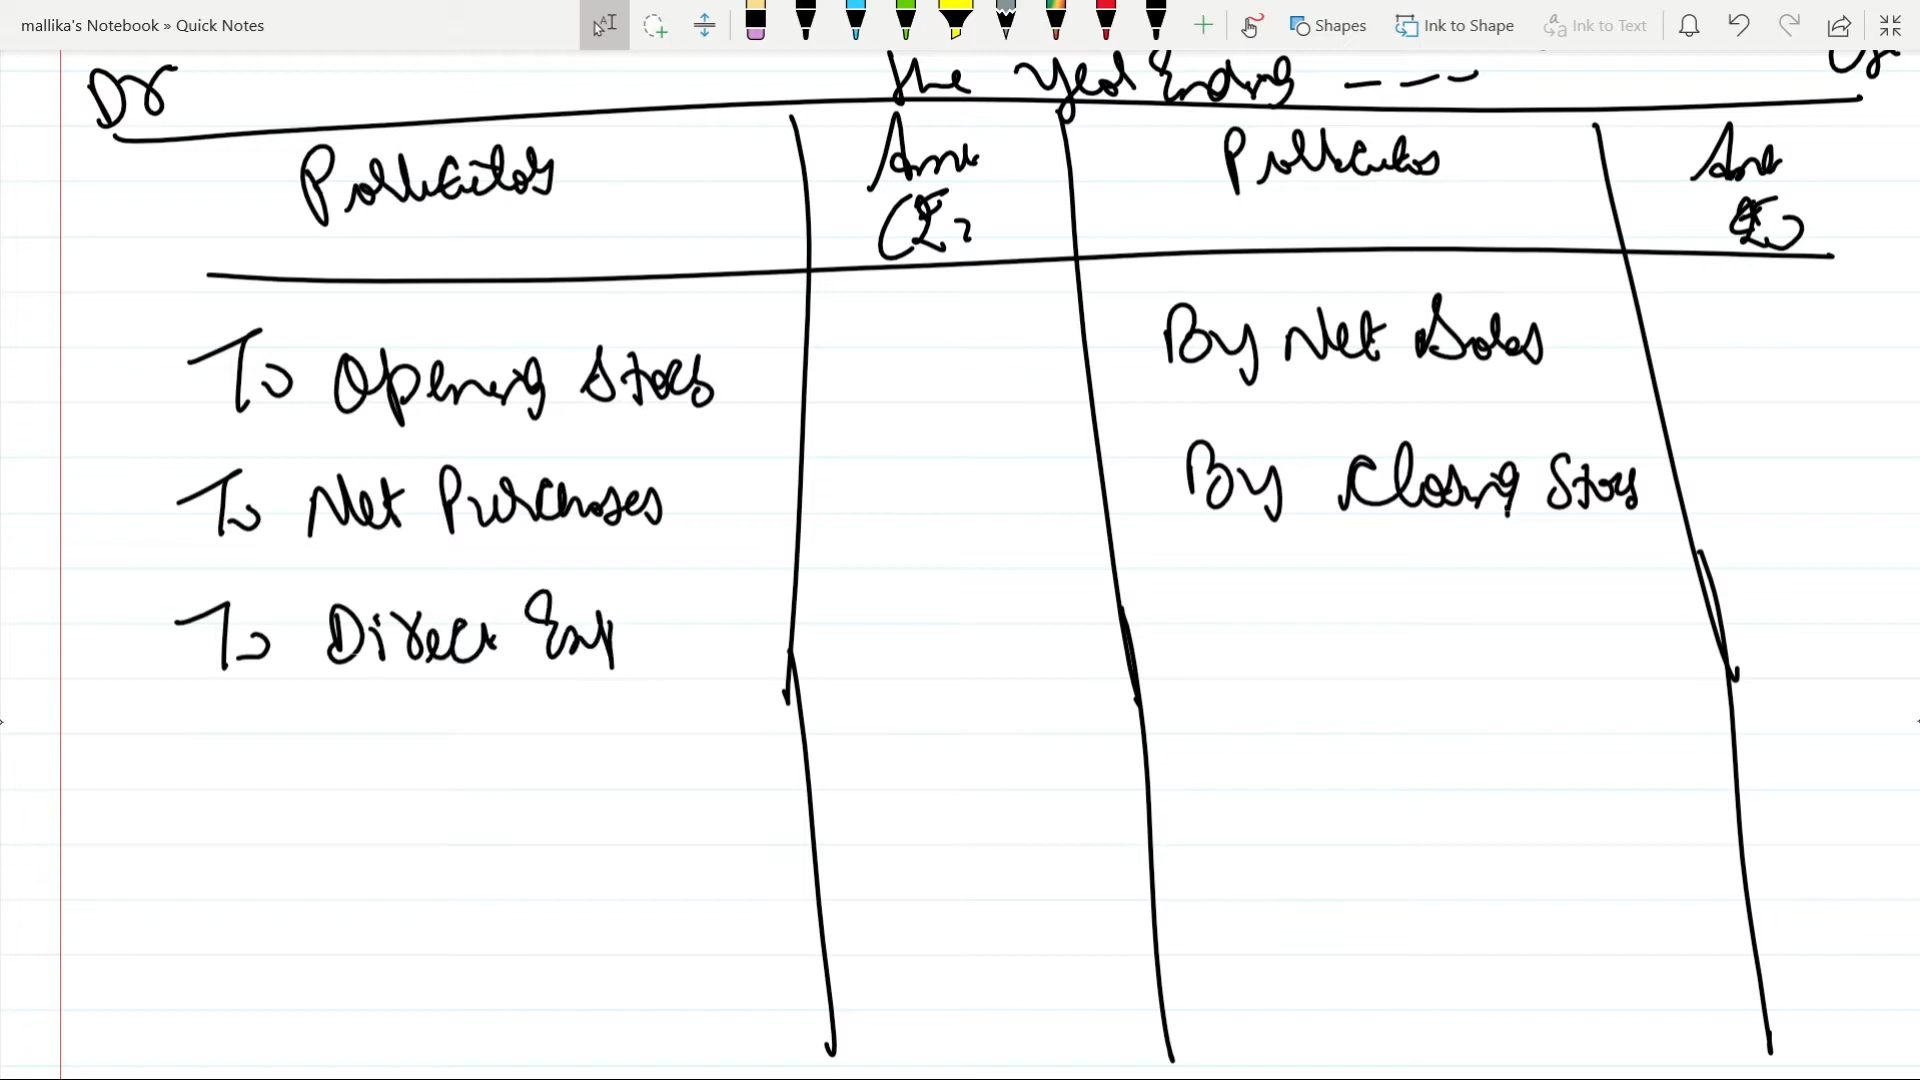 mallika's Notebook » Quick Notes
Shapes
Ink to Shape
Ink to Text
Dr
the Year Ending ---
Cr
Particulars Amt Particulars Amt
(₹) (₹)
To Opening Stock By Net Sales
To Net Purchases By Closing Stock
To Direct Exp